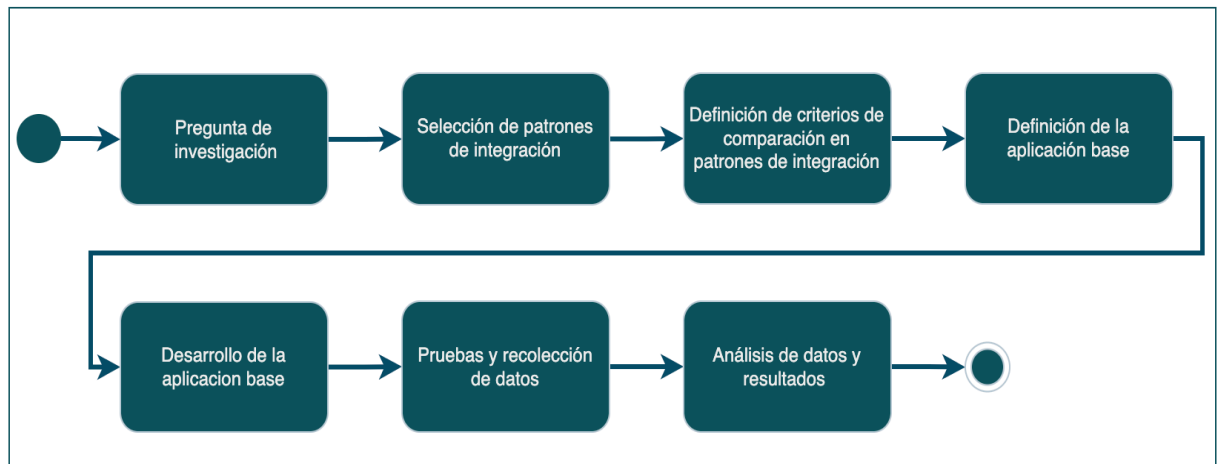 Pregunta de
investigación
Selección de patrones
de integración
Definición de criterios de
comparación en
patrones de integración
Definición de la
aplicación base
Desarrollo de la
aplicacion base
Pruebas y recolección
de datos
Análisis de datos y
resultados